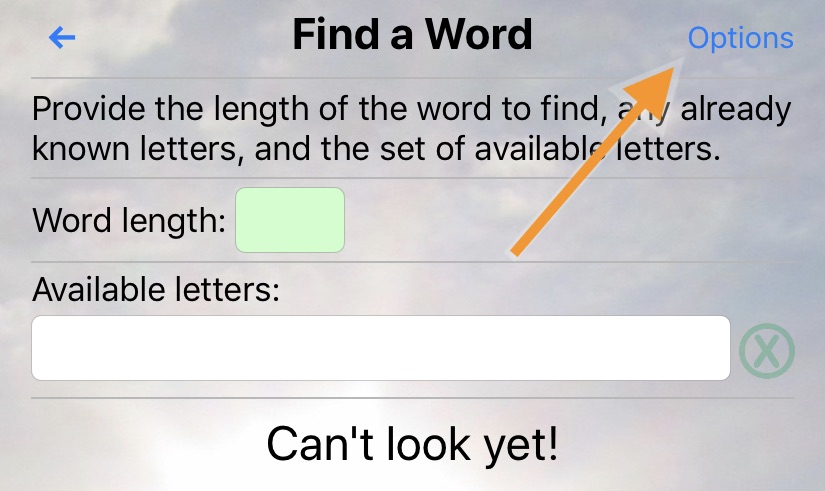 Find a Word
Options
Provide the length of the word to find, any already
known letters, and the set of available letters.
Word length:
Available letters:
X
Can't look yet!